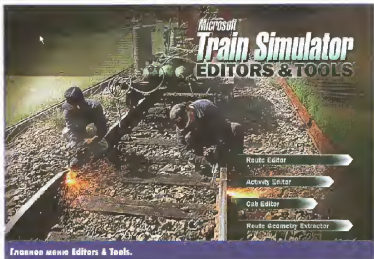 Microsoft
Train Simulator
EDITORS & TOOLS
Route Editor
Activity Editor
Cab Editor
Route Geometry Extractor
Главное меню Editors & Tools.